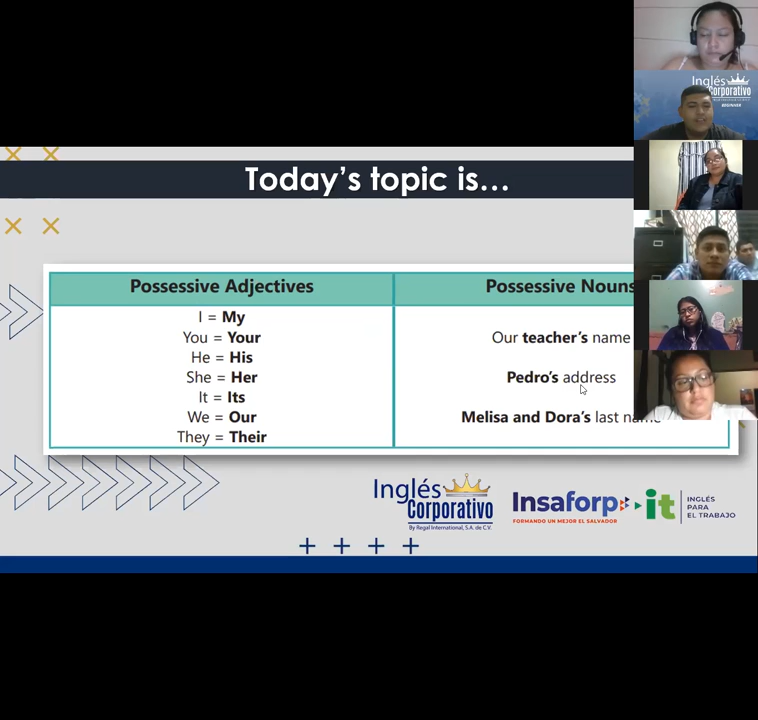 Inglés
Corporativo
BEGINNER
Today's topic is...
Possessive Adjectives
Possessive Nouns
I = My
You = Your
He = His
She = Her
It = Its
We = Our
They = Their
Our teacher's name
Pedro's address
Melisa and Dora's last name
Inglés
Corporativo
By Regal International, S.A. de C.V.
Insaforp
FORMANDO UN MEJOR EL SALVADOR
it
INGLÉS
PARA
EL TRABAJO